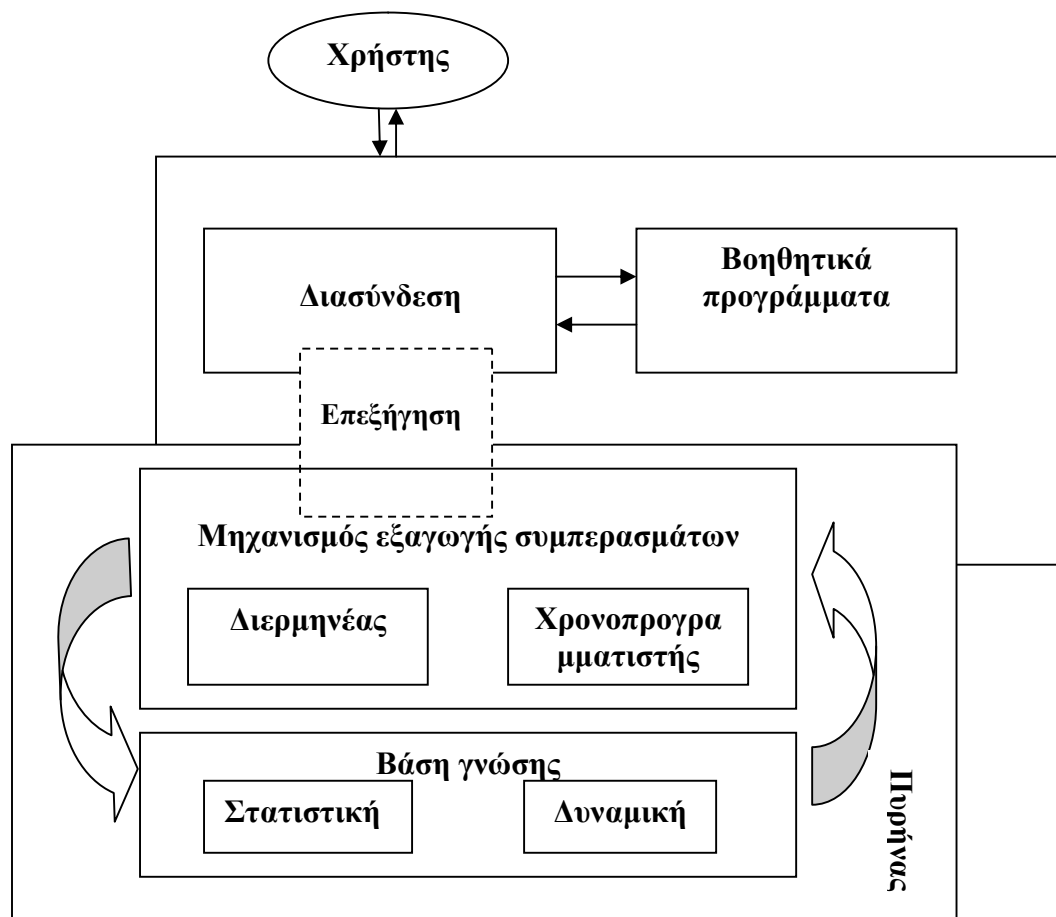 Χρήστης
Διασύνδεση
Βοηθητικά
προγράμματα
Επεξήγηση
Μηχανισμός εξαγωγής συμπερασμάτων
Διερμηνέας
Χρονοπρογρα
μματιστής
Βάση γνώσης
Στατιστική
Δυναμική
Πυρήνας